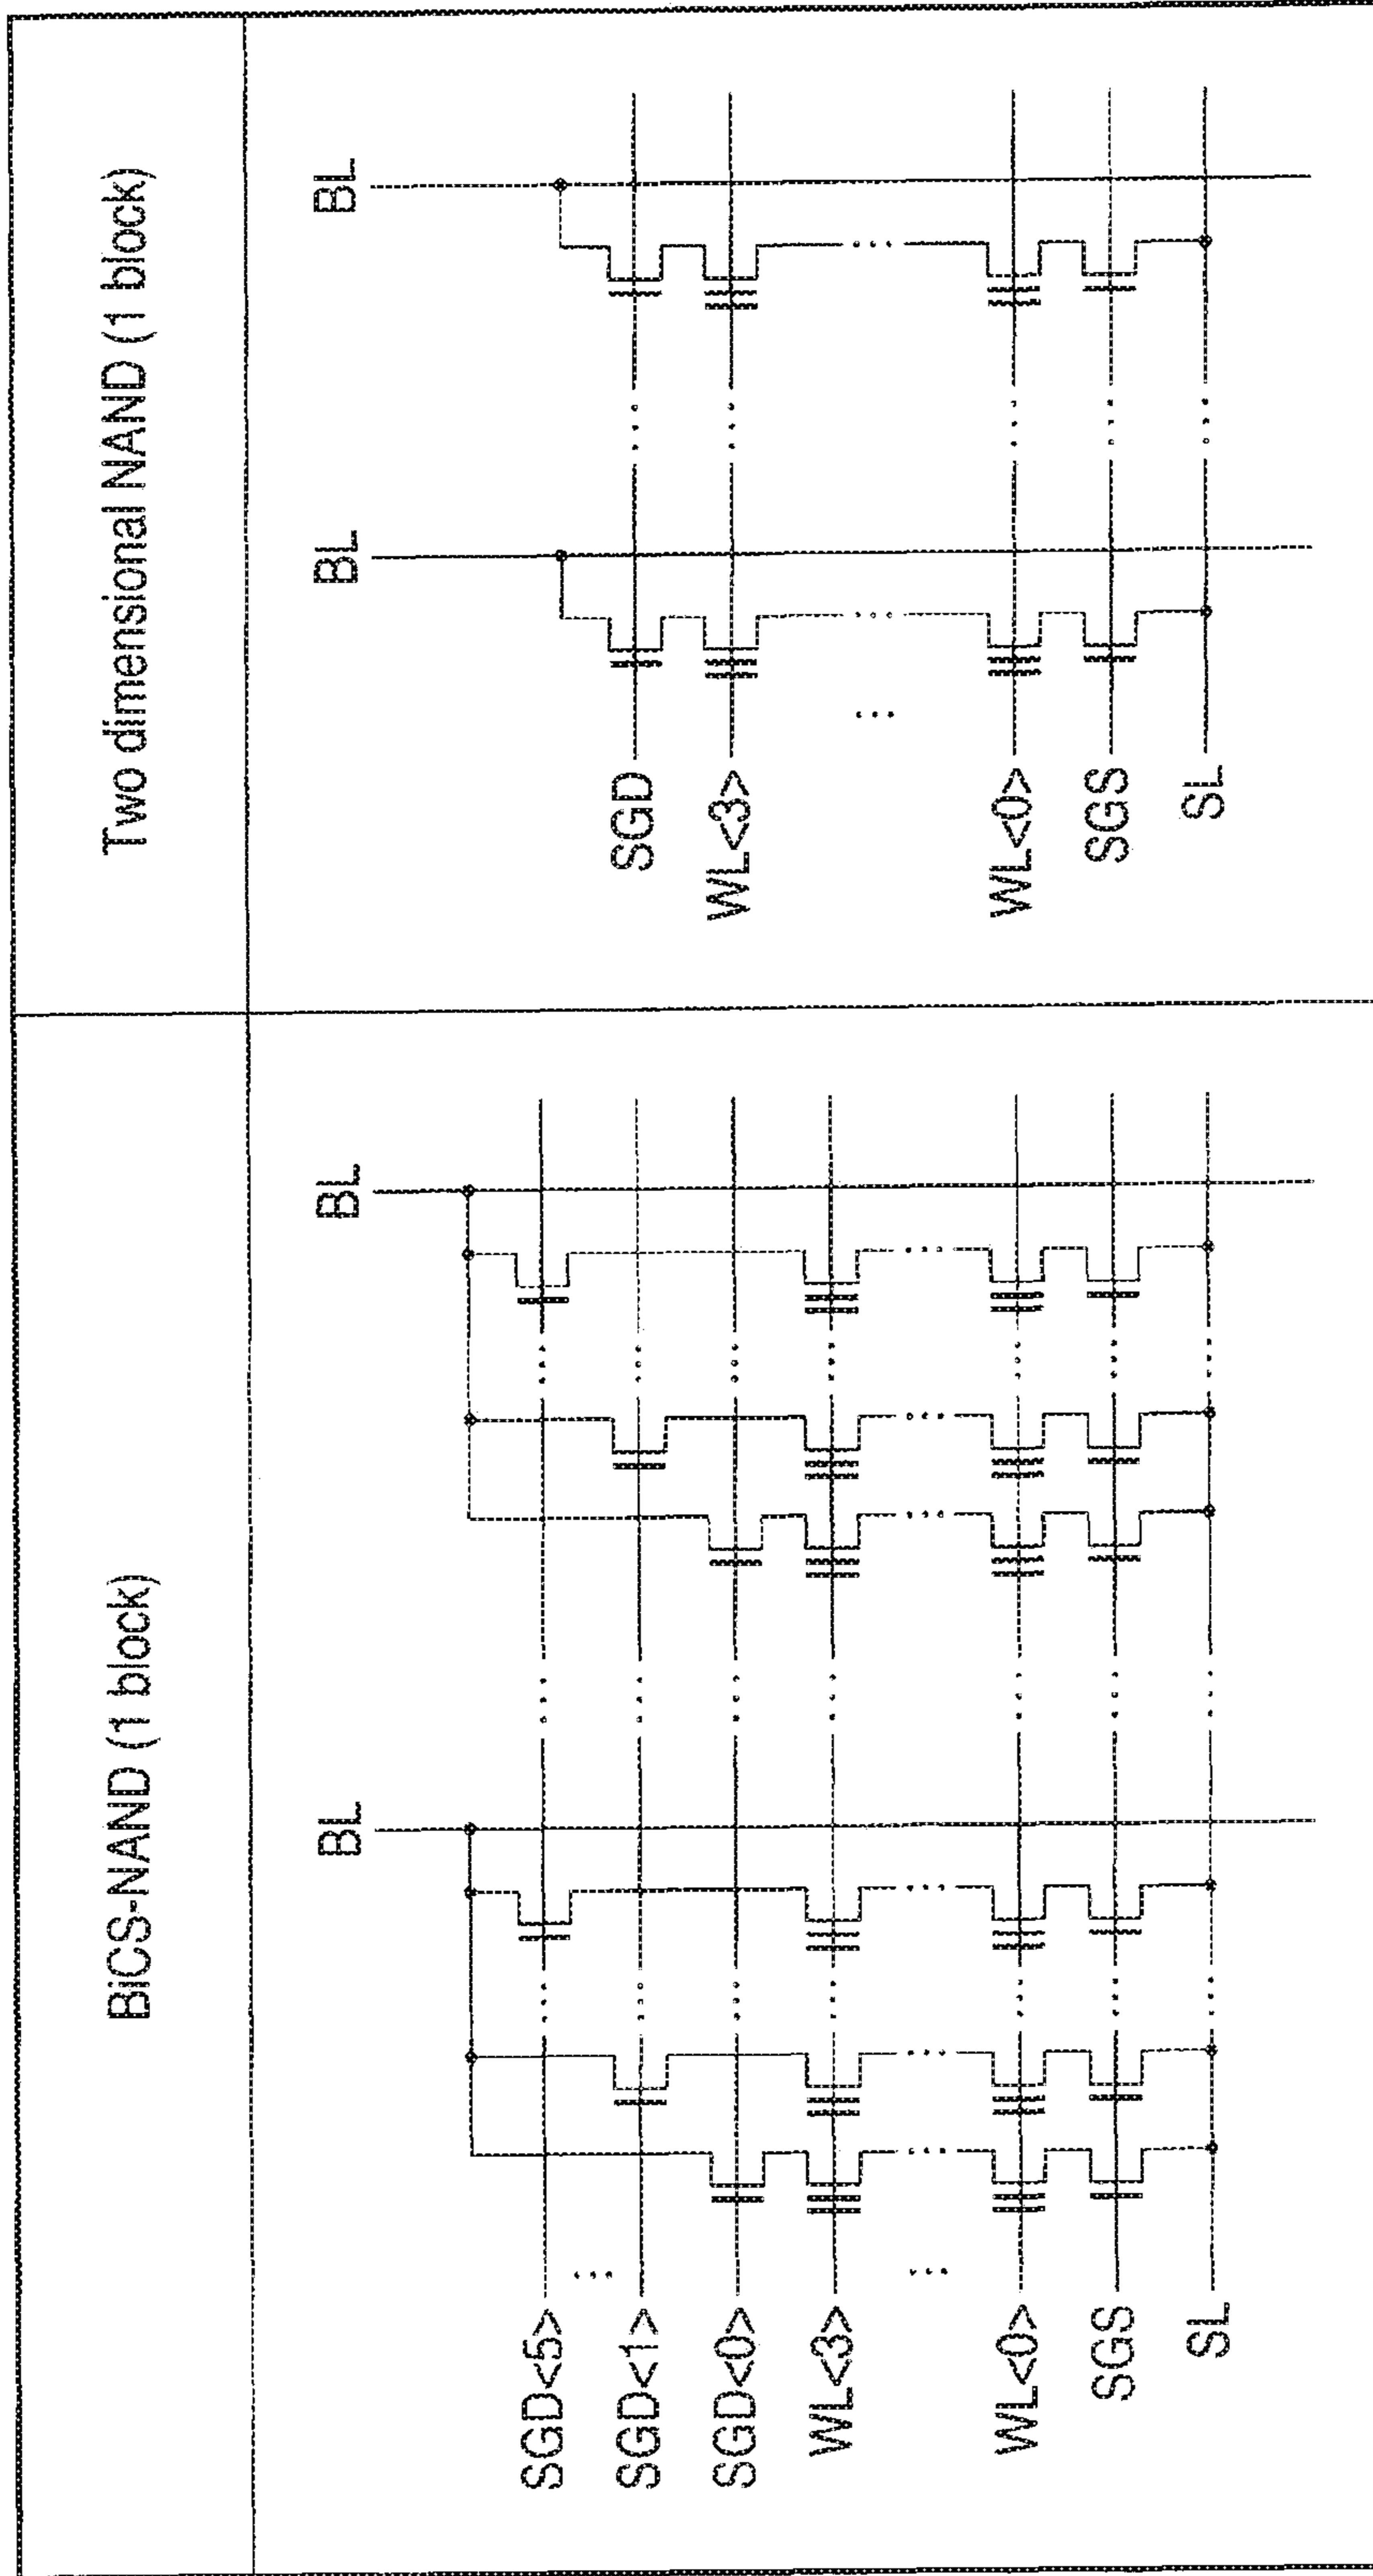 BiCS-NAND (1 block)
Two dimensional NAND (1 block)
BL
BL
SGD<5>
...
SGD<1>
SGD<0>
WL<3>
...
WL<0>
SGS
SL
BL
BL
SGD
WL<3>
...
WL<0>
SGS
SL